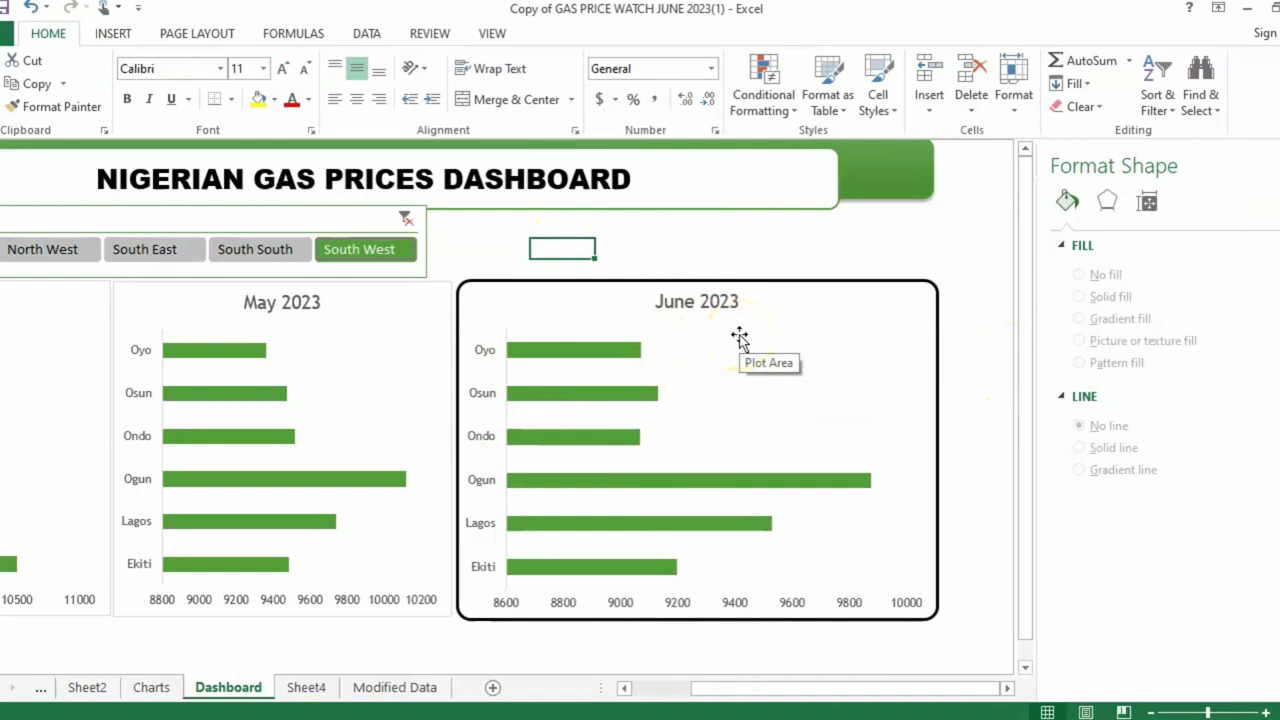 Copy of GAS PRICE WATCH JUNE 2023(1) - Excel
?
HOME INSERT PAGE LAYOUT FORMULAS DATA REVIEW VIEW Sign
Cut
Copy
Format Painter
Clipboard
Calibri 11
B I U
Font
Wrap Text
Merge & Center
Alignment
General
$ % ,
Number
Conditional Formatting
Format as Table
Cell Styles
Styles
Insert Delete Format
Cells
AutoSum
Fill
Clear
Sort & Filter
Find & Select
Editing
NIGERIAN GAS PRICES DASHBOARD
North West South East South South South West
10500 11000
May 2023
Oyo
Osun
Ondo
Ogun
Lagos
Ekiti
8800 9000 9200 9400 9600 9800 10000 10200
June 2023
Plot Area
Oyo
Osun
Ondo
Ogun
Lagos
Ekiti
8600 8800 9000 9200 9400 9600 9800 10000
Format Shape
FILL
No fill
Solid fill
Gradient fill
Picture or texture fill
Pattern fill
LINE
No line
Solid line
Gradient line
... Sheet2 Charts Dashboard Sheet4 Modified Data